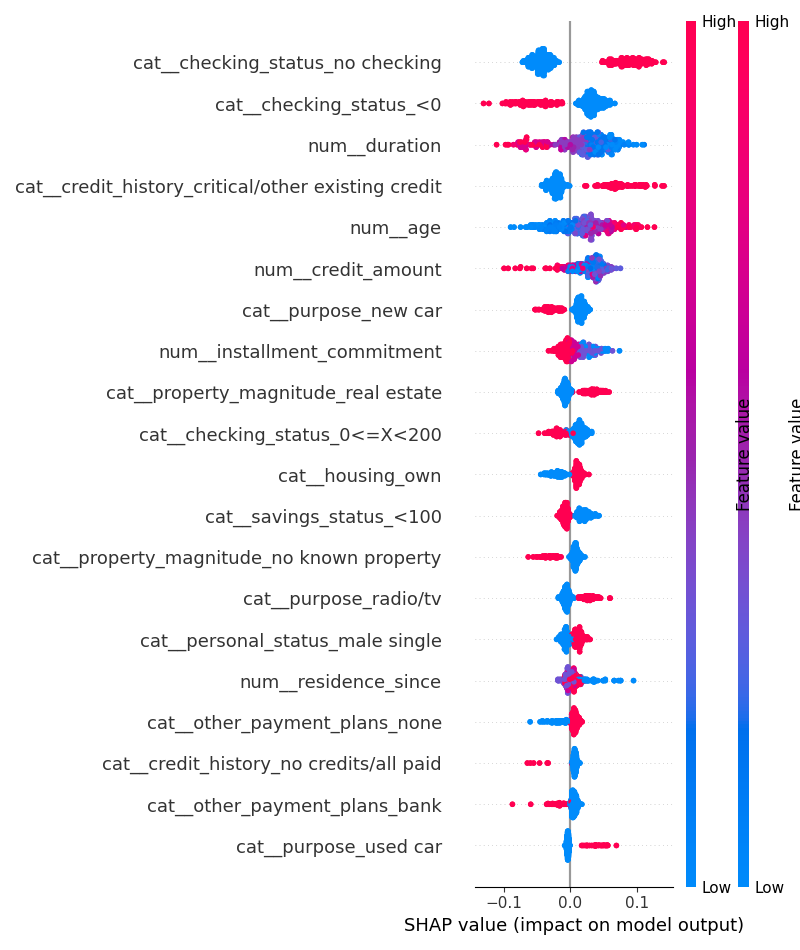 High
High
cat__checking_status_no checking
cat__checking_status_<0
num__duration
cat__credit_history_critical/other existing credit
num__age
num__credit_amount
cat__purpose_new car
num__installment_commitment
cat__property_magnitude_real estate
cat__checking_status_0<=X<200
cat__housing_own
cat__savings_status_<100
cat__property_magnitude_no known property
cat__purpose_radio/tv
cat__personal_status_male single
num__residence_since
cat__other_payment_plans_none
cat__credit_history_no credits/all paid
cat__other_payment_plans_bank
cat__purpose_used car
Feature value
Feature value
Low
Low
−0.1 0.0 0.1
SHAP value (impact on model output)